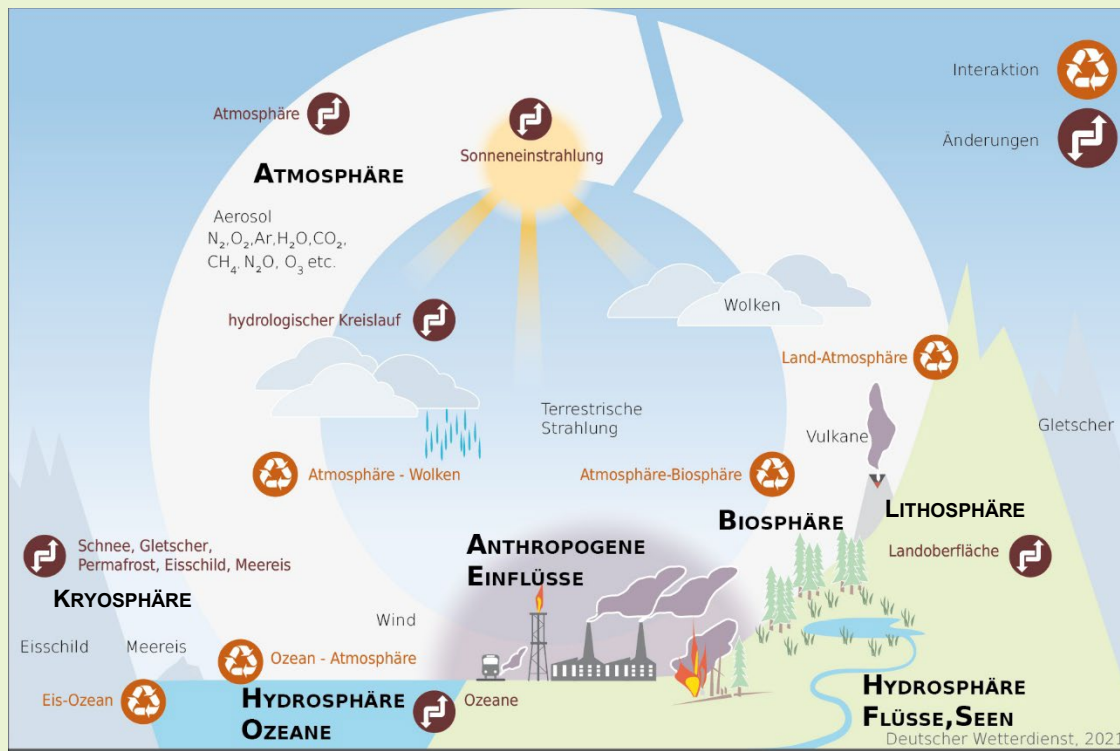 Interaktion
Änderungen
Atmosphäre
Sonneneinstrahlung
ATMOSPHÄRE
Aerosol
N₂,O₂,Ar,H₂O,CO₂,
CH₄. N₂O, O₃ etc.
hydrologischer Kreislauf
Wolken
Land-Atmosphäre
Terrestrische
Strahlung
Vulkane
Gletscher
Atmosphäre - Wolken
Atmosphäre-Biosphäre
BIOSPHÄRE
LITHOSPHÄRE
Landoberfläche
ANTHROPOGENE
EINFLÜSSE
Schnee, Gletscher,
Permafrost, Eisschild, Meereis
KRYOSPHÄRE
Wind
Eisschild
Meereis
Ozean - Atmosphäre
Eis-Ozean
HYDROSPHÄRE
OZEANE
Ozeane
HYDROSPHÄRE
FLÜSSE,SEEN
Deutscher Wetterdienst, 2021